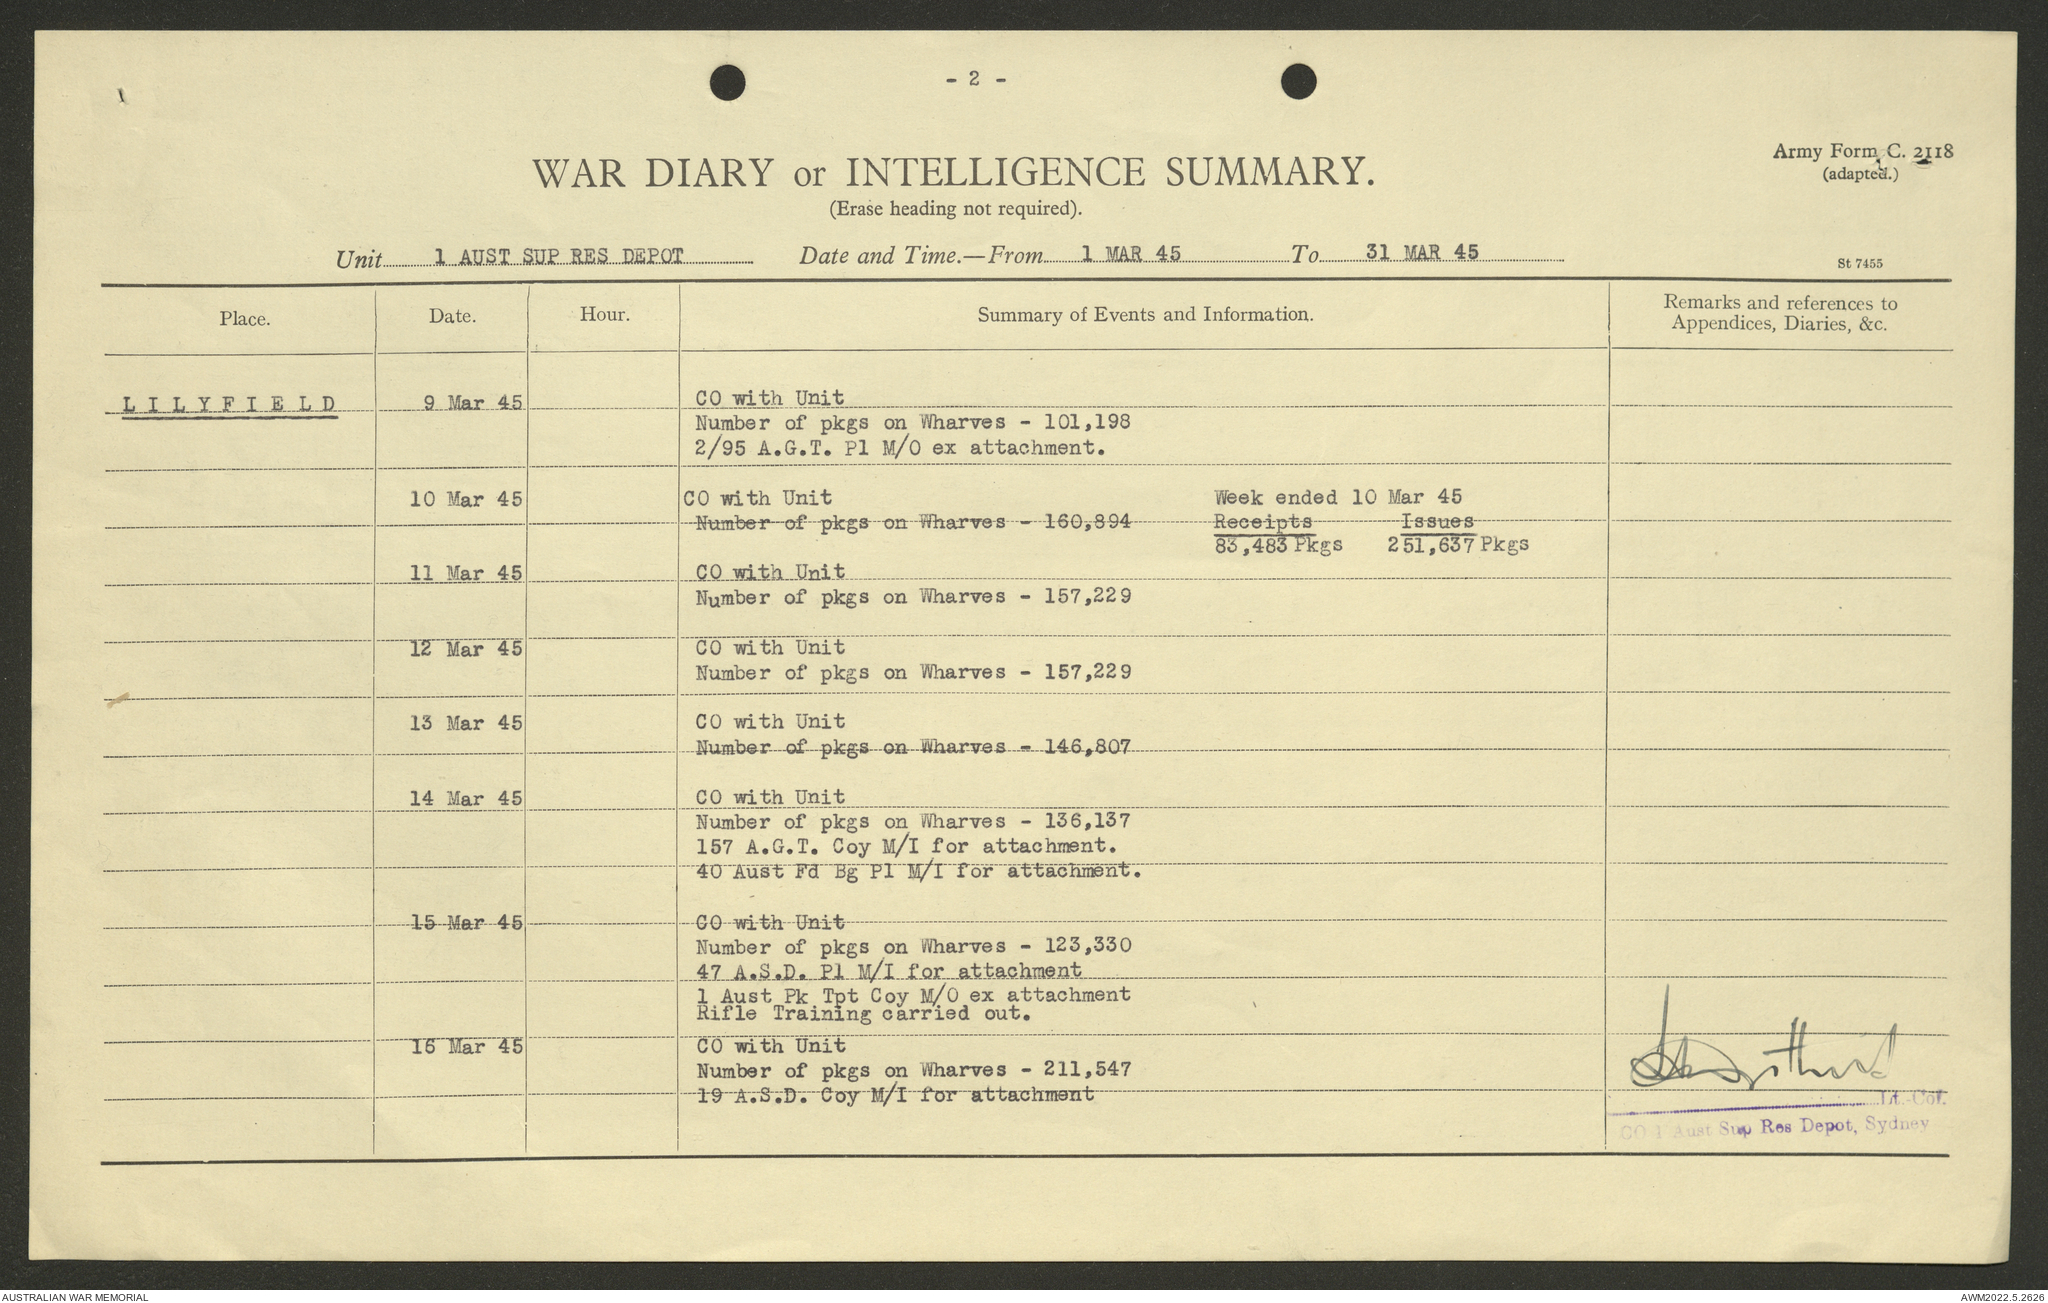 - 2 -
Army Form C. 2118
(adapted.)
WAR DIARY or INTELLIGENCE SUMMARY.
(Erase heading not required).
Unit 1 AUST SUP RES DEPOT Date and Time.—From 1 MAR 45 To 31 MAR 45
St 7455
Place. Date. Hour. Summary of Events and Information. Remarks and references to
Appendices, Diaries, &c.
LILYFIELD 9 Mar 45 CO with Unit
Number of pkgs on Wharves - 101,198
2/95 A.G.T. Pl M/O ex attachment.
10 Mar 45 CO with Unit Week ended 10 Mar 45
Number of pkgs on Wharves - 160,894 Receipts Issues
83,483 Pkgs 251,637 Pkgs
11 Mar 45 CO with Unit
Number of pkgs on Wharves - 157,229
12 Mar 45 CO with Unit
Number of pkgs on Wharves - 157,229
13 Mar 45 CO with Unit
Number of pkgs on Wharves - 146,807
14 Mar 45 CO with Unit
Number of pkgs on Wharves - 136,137
157 A.G.T. Coy M/I for attachment.
40 Aust Fd Bg Pl M/I for attachment.
15 Mar 45 CO with Unit
Number of pkgs on Wharves - 123,330
47 A.S.D. Pl M/I for attachment
1 Aust Pk Tpt Coy M/O ex attachment
Rifle Training carried out.
16 Mar 45 CO with Unit
Number of pkgs on Wharves - 211,547
19 A.S.D. Coy M/I for attachment
Lt.-Col.
CO 1 Aust Sup Res Depot, Sydney
AUSTRALIAN WAR MEMORIAL
AWM2022.5.2626